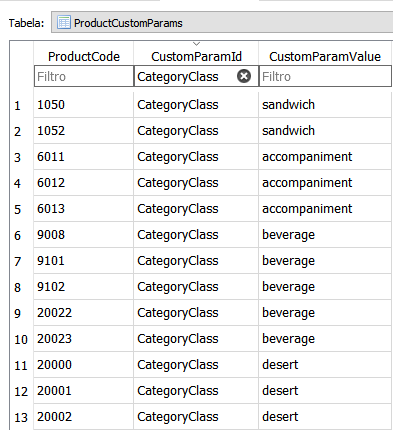 Tabela: ProductCustomParams
ProductCode CustomParamId CustomParamValue
Filtro CategoryClass Filtro
1 1050 CategoryClass sandwich
2 1052 CategoryClass sandwich
3 6011 CategoryClass accompaniment
4 6012 CategoryClass accompaniment
5 6013 CategoryClass accompaniment
6 9008 CategoryClass beverage
7 9101 CategoryClass beverage
8 9102 CategoryClass beverage
9 20022 CategoryClass beverage
10 20023 CategoryClass beverage
11 20000 CategoryClass desert
12 20001 CategoryClass desert
13 20002 CategoryClass desert